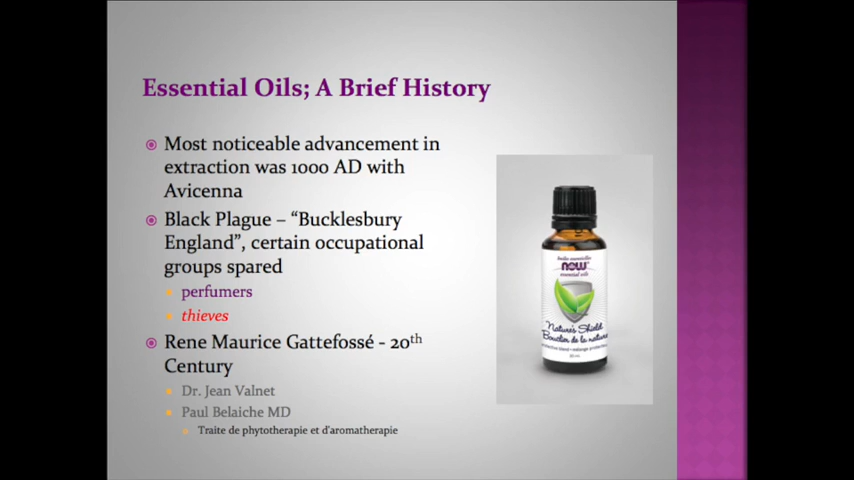 Essential Oils; A Brief History
Most noticeable advancement in
extraction was 1000 AD with
Avicenna
Black Plague – “Bucklesbury
England”, certain occupational
groups spared
perfumers
thieves
Rene Maurice Gattefossé - 20th
Century
Dr. Jean Valnet
Paul Belaiche MD
Traite de phytotherapie et d'aromatherapie
huiles essentielles
now
essential oils
Nature's Shield
Bouclier de la nature